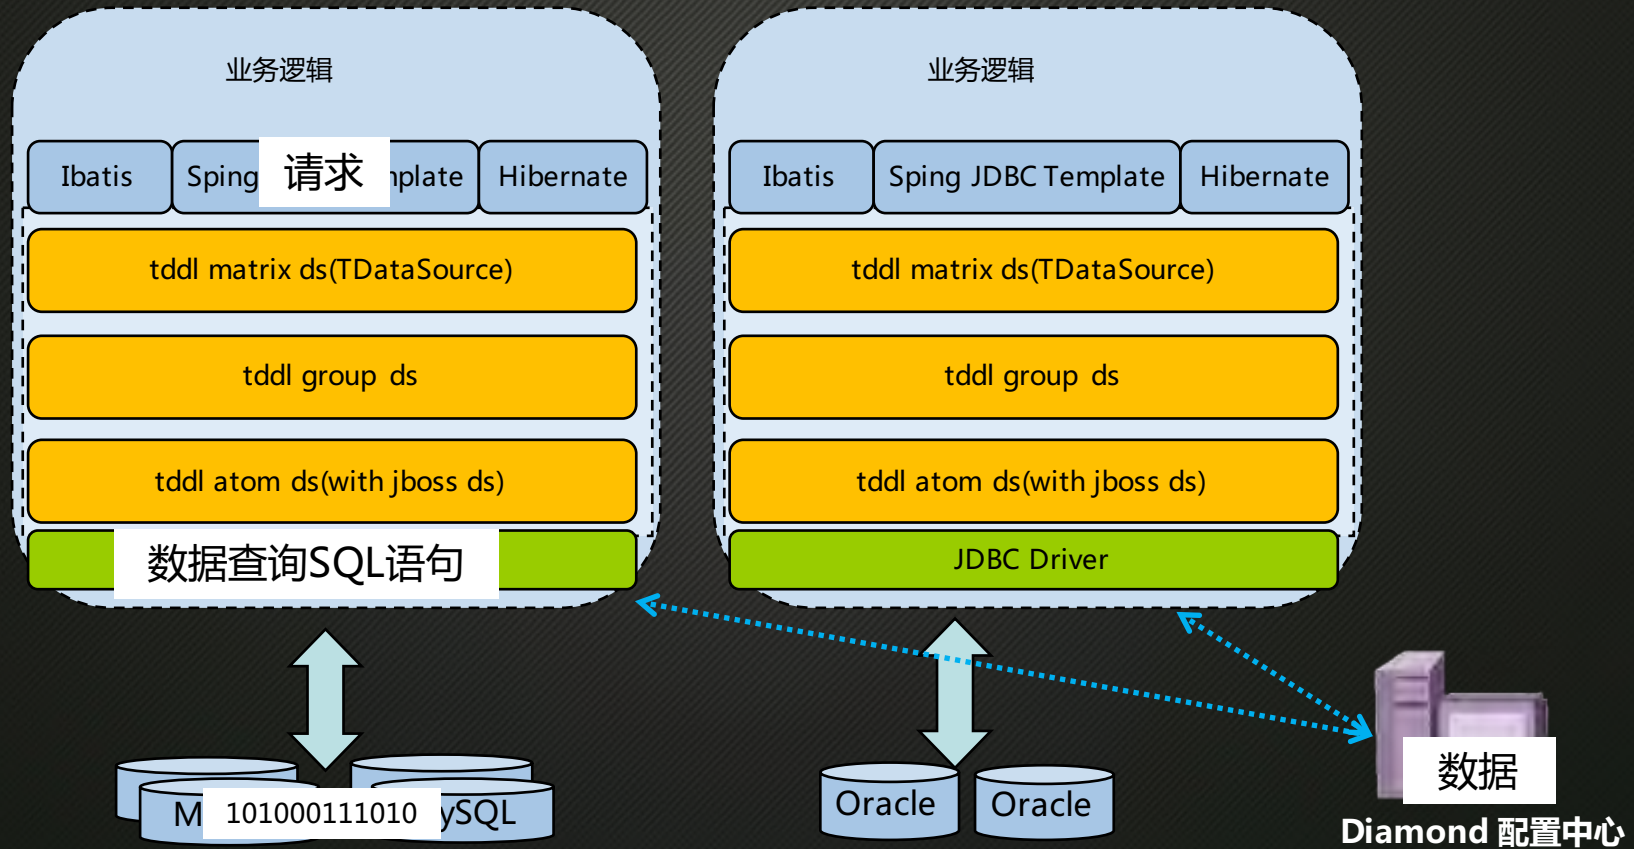 业务逻辑
Ibatis
Sping
请求
nplate
Hibernate
tddl matrix ds(TDataSource)
tddl group ds
tddl atom ds(with jboss ds)
数据查询SQL语句
M
101000111010
ySQL
业务逻辑
Ibatis
Sping JDBC Template
Hibernate
tddl matrix ds(TDataSource)
tddl group ds
tddl atom ds(with jboss ds)
JDBC Driver
Oracle
Oracle
数据
Diamond 配置中心